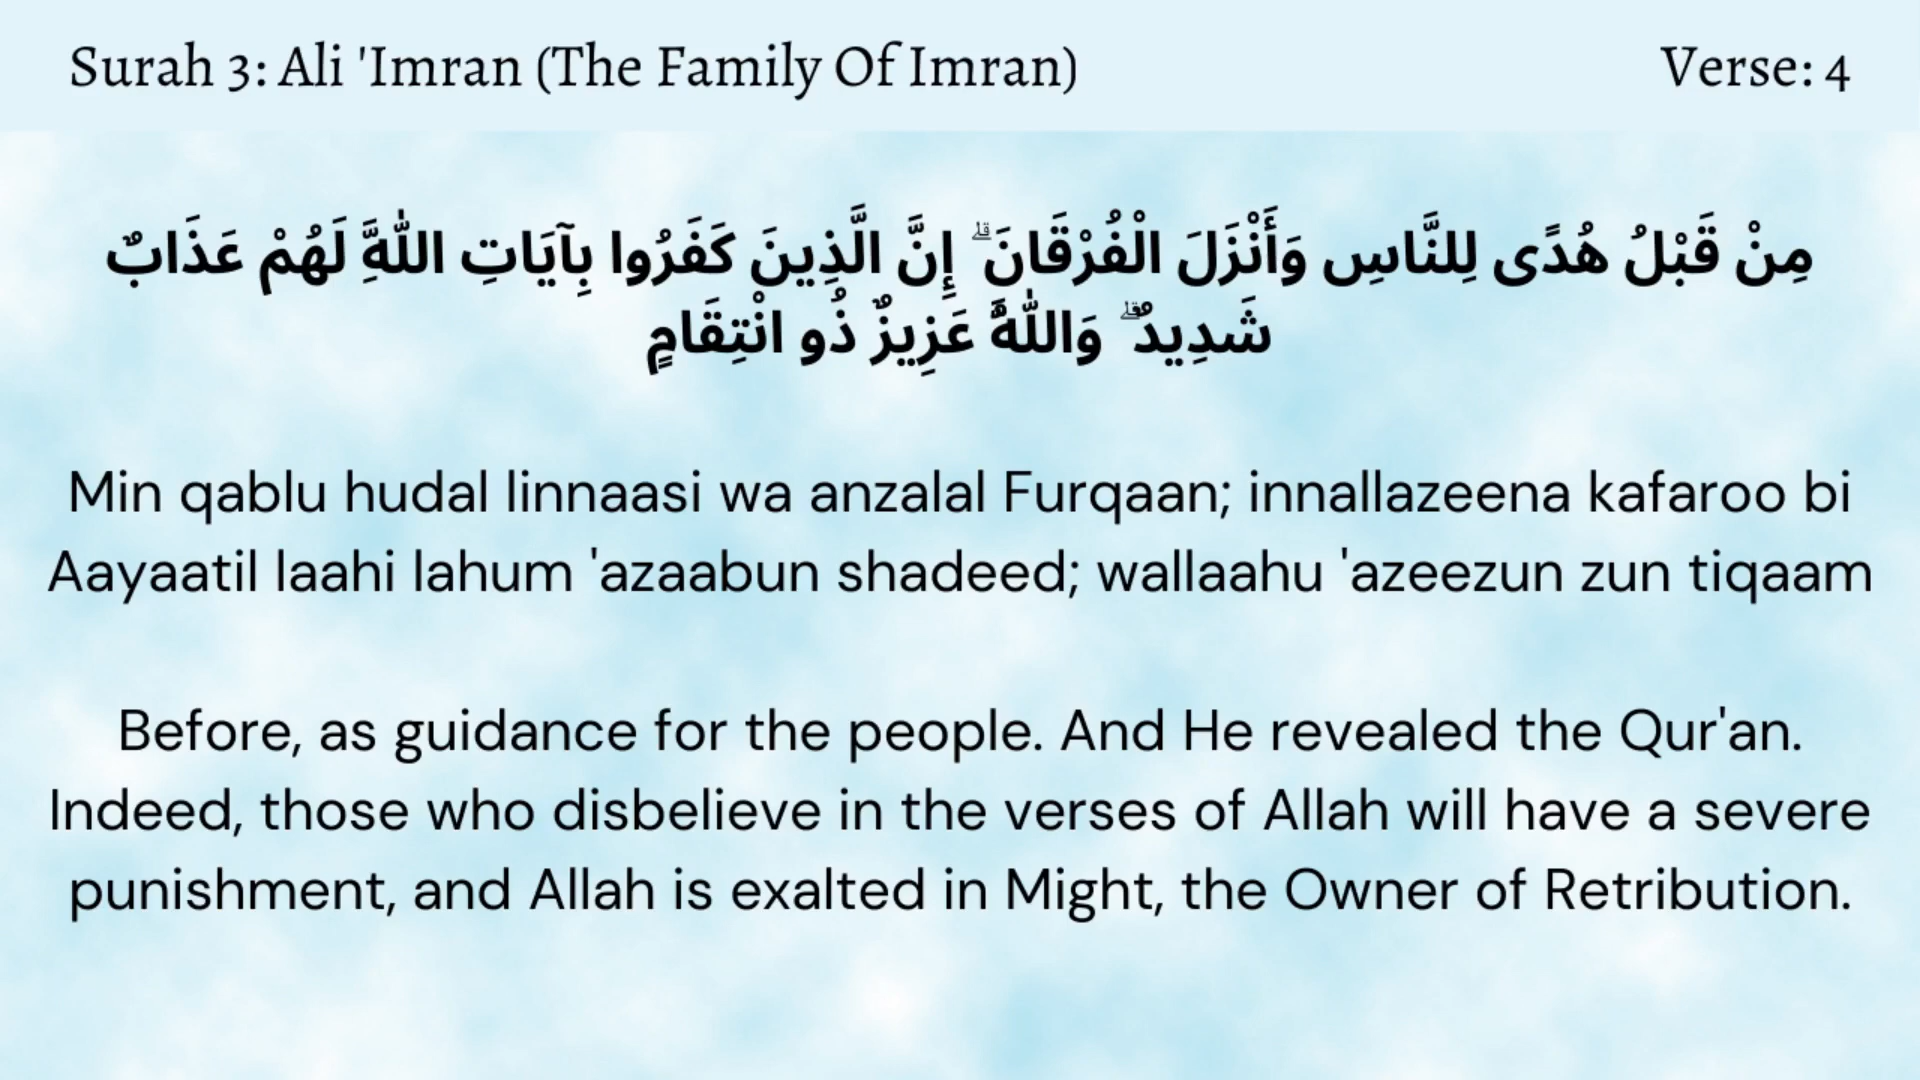 Surah 3: Ali 'Imran (The Family Of Imran)
Verse: 4
مِنْ قَبْلُ هُدًى لِلنَّاسِ وَأَنْزَلَ الْفُرْقَانَ ۗ إِنَّ الَّذِينَ كَفَرُوا بِآيَاتِ اللَّهِ لَهُمْ عَذَابٌ
شَدِيدٌ ۗ وَاللَّهُ عَزِيزٌ ذُو انْتِقَامٍ
Min qablu hudal linnaasi wa anzalal Furqaan; innallazeena kafaroo bi
Aayaatil laahi lahum 'azaabun shadeed; wallaahu 'azeezun zun tiqaam
Before, as guidance for the people. And He revealed the Qur'an.
Indeed, those who disbelieve in the verses of Allah will have a severe
punishment, and Allah is exalted in Might, the Owner of Retribution.